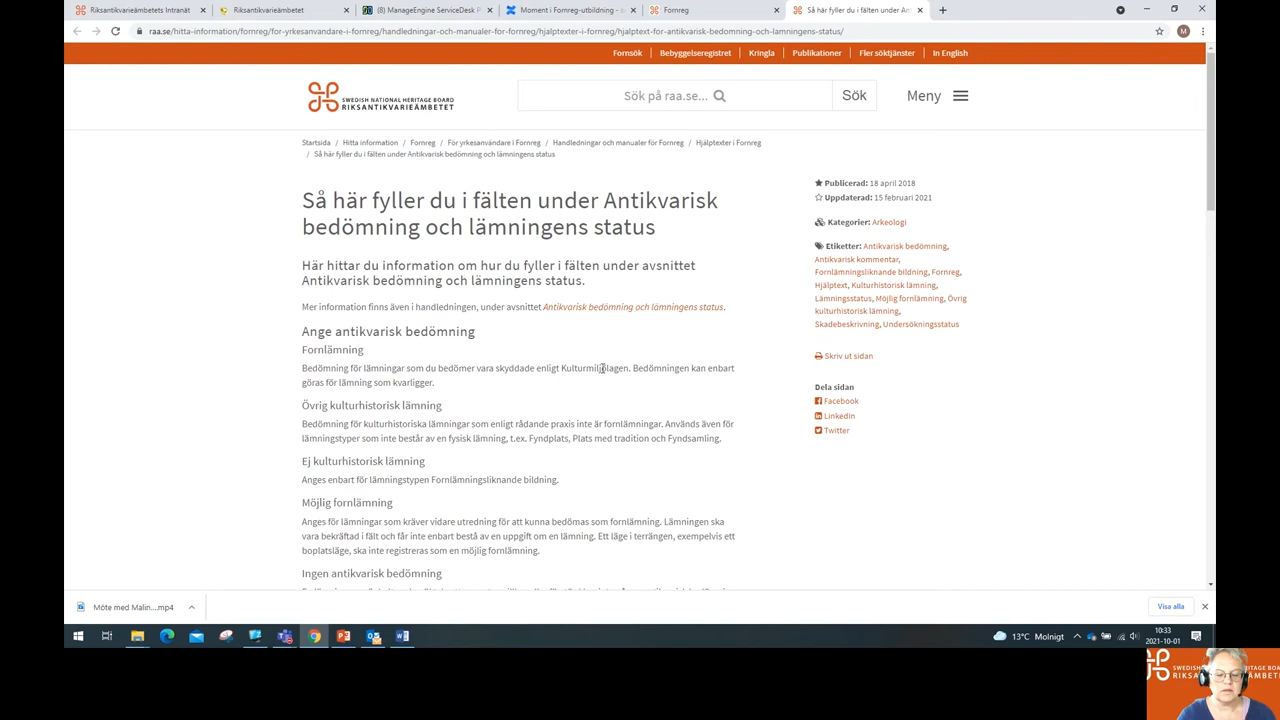 Riksantikvarieämbetets Intranät
Riksantikvarieämbetet
(8) ManageEngine ServiceDesk P
Moment i Fornreg-utbildning - e
Fornreg
Så här fyller du i fälten under An
raa.se/hitta-information/fornreg/for-yrkesanvandare-i-fornreg/handledningar-och-manualer-for-fornreg/hjalptexter-i-fornreg/hjalptext-for-antikvarisk-bedomning-och-lamningens-status/
M
Fornsök
Bebyggelseregistret
Kringla
Publikationer
Fler söktjänster
In English
SWEDISH NATIONAL HERITAGE BOARD
RIKSANTIKVARIEÄMBETET
Sök på raa.se...
Sök
Meny
Startsida / Hitta information / Fornreg / För yrkesanvändare i Fornreg / Handledningar och manualer för Fornreg / Hjälptexter i Fornreg
/ Så här fyller du i fälten under Antikvarisk bedömning och lämningens status
Så här fyller du i fälten under Antikvarisk
bedömning och lämningens status
Här hittar du information om hur du fyller i fälten under avsnittet
Antikvarisk bedömning och lämningens status.
Mer information finns även i handledningen, under avsnittet Antikvarisk bedömning och lämningens status.
Ange antikvarisk bedömning
Fornlämning
Bedömning för lämningar som du bedömer vara skyddade enligt Kulturmiljölagen. Bedömningen kan enbart
göras för lämning som kvarligger.
Övrig kulturhistorisk lämning
Bedömning för kulturhistoriska lämningar som enligt rådande praxis inte är fornlämningar. Används även för
lämningstyper som inte består av en fysisk lämning, t.ex. Fyndplats, Plats med tradition och Fyndsamling.
Ej kulturhistorisk lämning
Anges enbart för lämningstypen Fornlämningsliknande bildning.
Möjlig fornlämning
Anges för lämningar som kräver vidare utredning för att kunna bedömas som fornlämning. Lämningen ska
vara bekräftad i fält och får inte enbart bestå av en uppgift om en lämning. Ett läge i terrängen, exempelvis ett
boplatsläge, ska inte registreras som en möjlig fornlämning.
Ingen antikvarisk bedömning
Publicerad: 18 april 2018
Uppdaterad: 15 februari 2021
Kategorier: Arkeologi
Etiketter: Antikvarisk bedömning,
Antikvarisk kommentar,
Fornlämningsliknande bildning, Fornreg,
Hjälptext, Kulturhistorisk lämning,
Lämningsstatus, Möjlig fornlämning, Övrig
kulturhistorisk lämning,
Skadebeskrivning, Undersökningsstatus
Skriv ut sidan
Dela sidan
Facebook
LinkedIn
Twitter
Möte med Malin....mp4
Visa alla
13°C Molnigt
10:33
2021-10-01
SWEDISH
RIKSAN